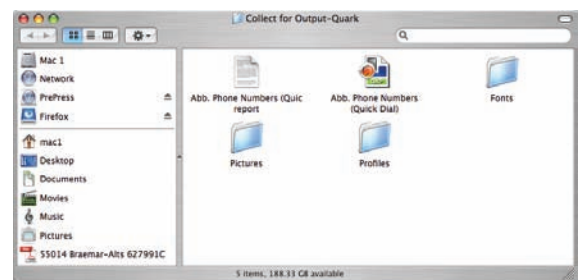 Collect for Output-Quark
Mac 1
Network
PrePress
Firefox
mac1
Desktop
Documents
Movies
Music
Pictures
55014 Braemar-Alts 627991C
Abb. Phone Numbers (Quic
report
Abb. Phone Numbers
(Quick Dial)
Fonts
Pictures
Profiles
5 items, 188.33 GB available